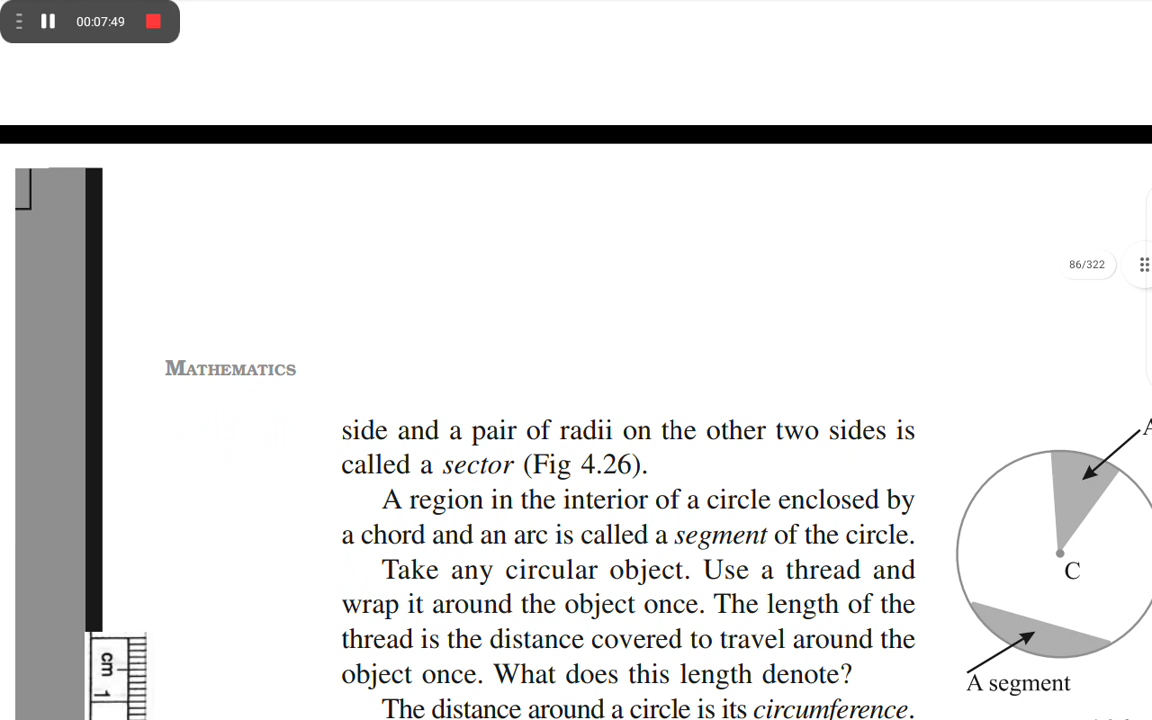 00:07:49
86/322
MATHEMATICS
side and a pair of radii on the other two sides is
called a sector (Fig 4.26).
A region in the interior of a circle enclosed by
a chord and an arc is called a segment of the circle.
Take any circular object. Use a thread and
wrap it around the object once. The length of the
thread is the distance covered to travel around the
object once. What does this length denote?
The distance around a circle is its circumference.
A
C
A segment
cm 1